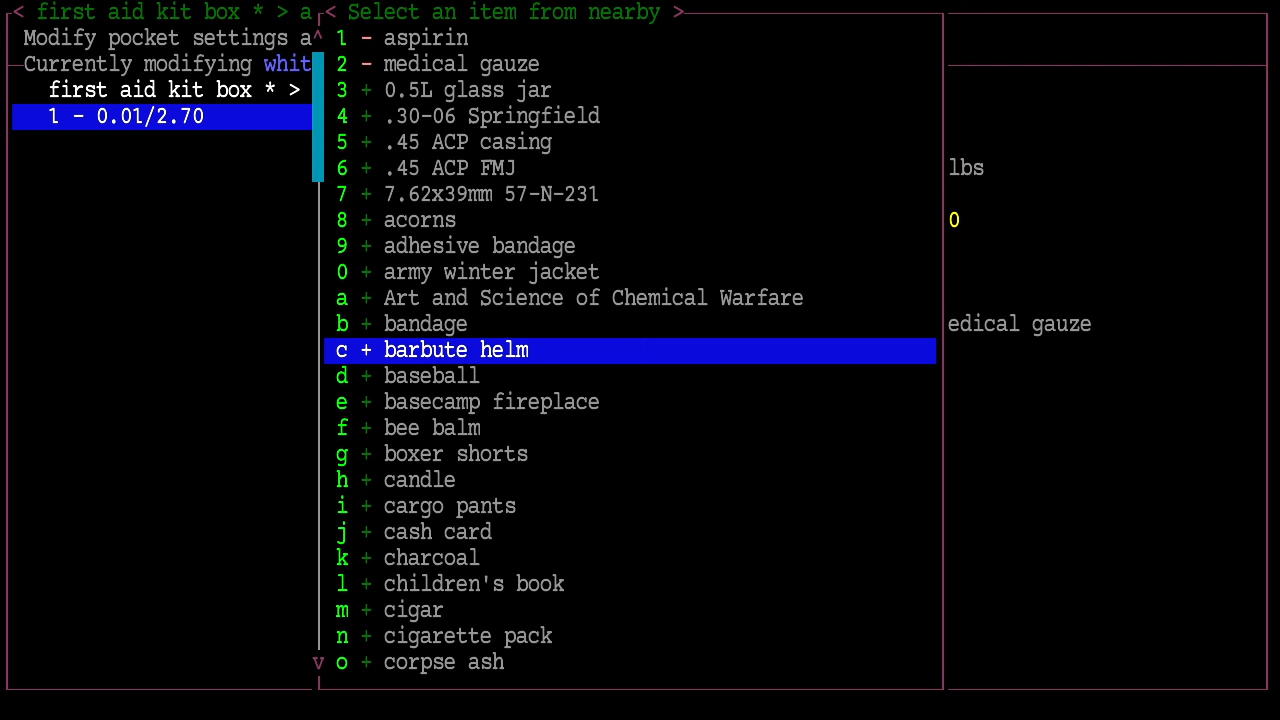 < first aid kit box * > a < Select an item from nearby >
Modify pocket settings a^ 1 - aspirin
Currently modifying whit 2 - medical gauze
first aid kit box * > 3 + 0.5L glass jar
1 - 0.01/2.70 4 + .30-06 Springfield
5 + .45 ACP casing
6 + .45 ACP FMJ lbs
7 + 7.62x39mm 57-N-231
8 + acorns 0
9 + adhesive bandage
0 + army winter jacket
a + Art and Science of Chemical Warfare
b + bandage edical gauze
c + barbute helm
d + baseball
e + basecamp fireplace
f + bee balm
g + boxer shorts
h + candle
i + cargo pants
j + cash card
k + charcoal
l + children's book
m + cigar
n + cigarette pack
v o + corpse ash